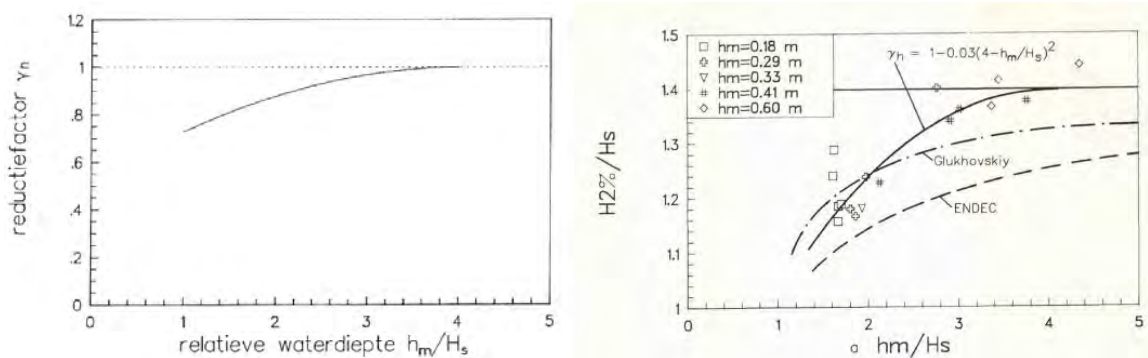 reductiefactor γh
1.2
1
.8
.6
.4
.2
0
0 1 2 3 4 5
relatieve waterdiepte hm/Hs
H2%/Hs
1.5
1.4
1.3
1.2
1.1
1
□ hm=0.18 m
hm=0.29 m
▽ hm=0.33 m
# hm=0.41 m
◇ hm=0.60 m
γh = 1-0.03(4-hm/Hs)²
Glukhovskiy
ENDEC
0 1 2 3 4 5
a hm/Hs